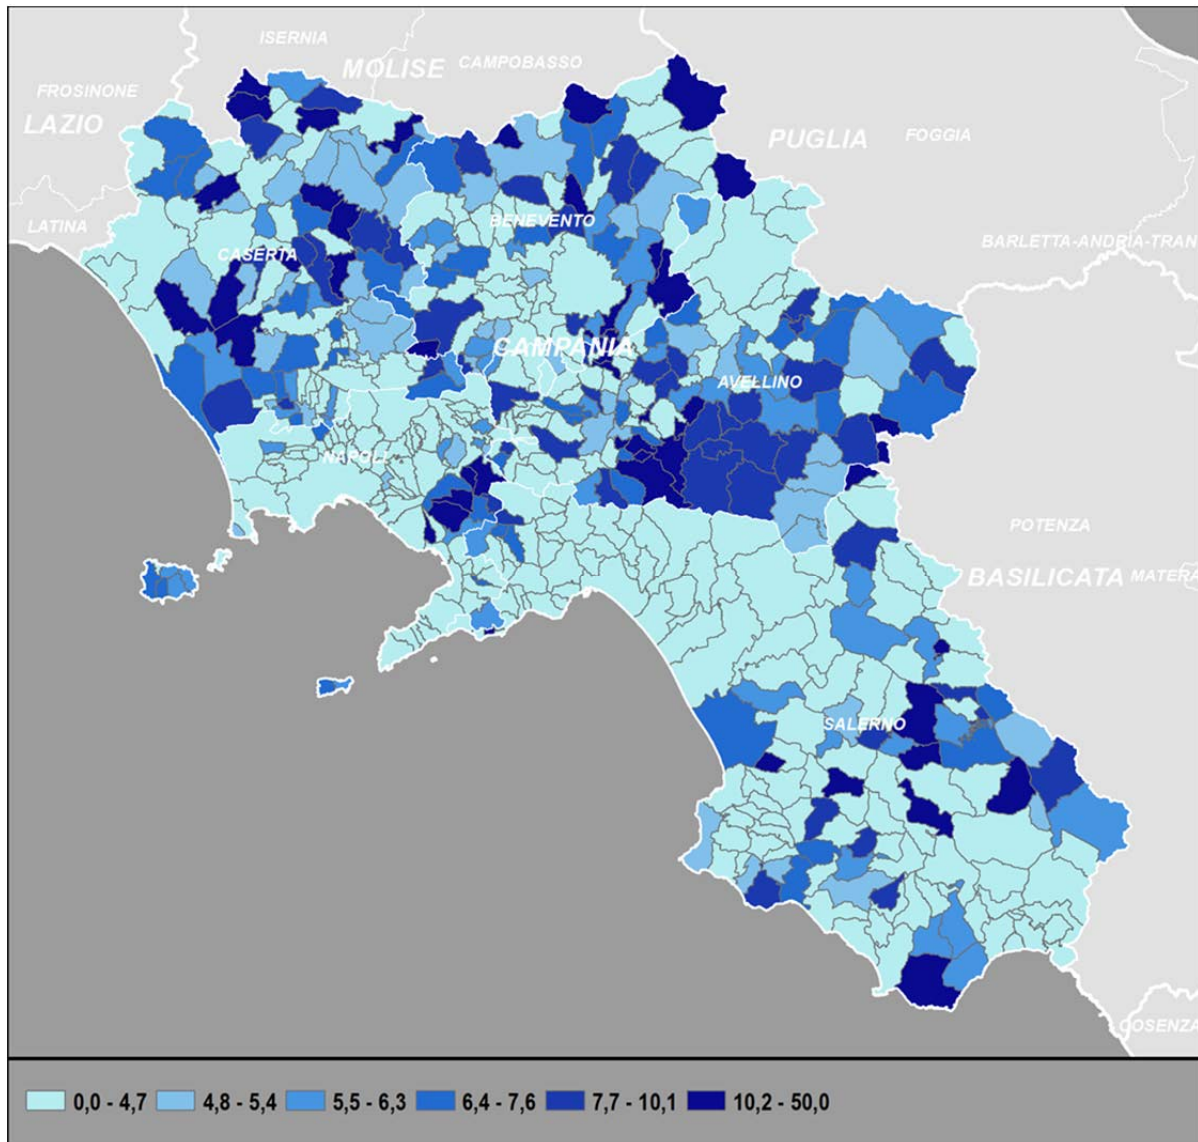 ISERNIA
MOLISE
CAMPOBASSO
FROSINONE
LAZIO
PUGLIA
FOGGIA
LATINA
BENEVENTO
BARLETTA-ANDRIA-TRAN
CASERTA
CAMPANIA
AVELLINO
NAPOLI
POTENZA
BASILICATA
MATERA
SALERNO
COSENZA
0,0 - 4,7 4,8 - 5,4 5,5 - 6,3 6,4 - 7,6 7,7 - 10,1 10,2 - 50,0